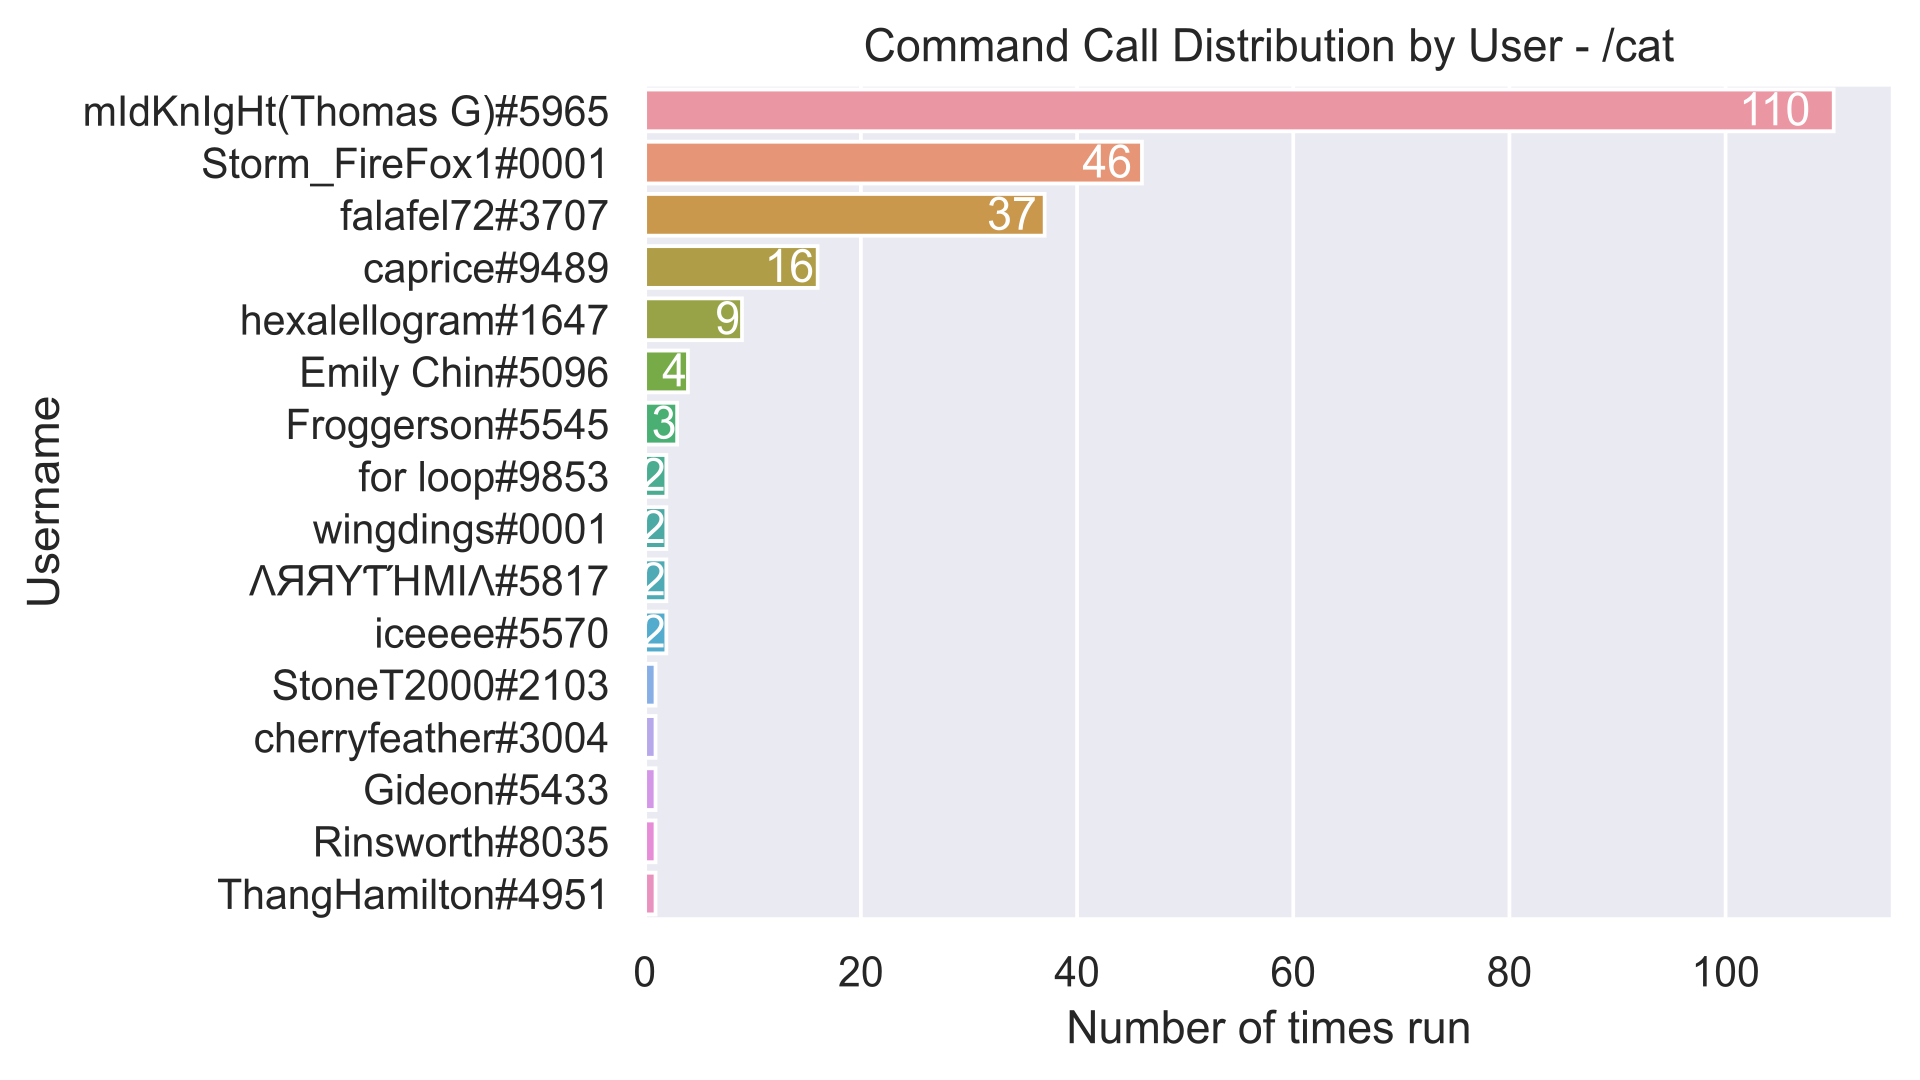 Command Call Distribution by User - /cat
mIdKnIgHt(Thomas G)#5965
110
Storm_FireFox1#0001
46
falafel72#3707
37
caprice#9489
16
hexalellogram#1647
9
Emily Chin#5096
4
Froggerson#5545
3
for loop#9853
2
wingdings#0001
2
ΛЯЯYTΉMIΛ#5817
2
iceeee#5570
2
StoneT2000#2103
cherryfeather#3004
Gideon#5433
Rinsworth#8035
ThangHamilton#4951
Username
0 20 40 60 80 100
Number of times run